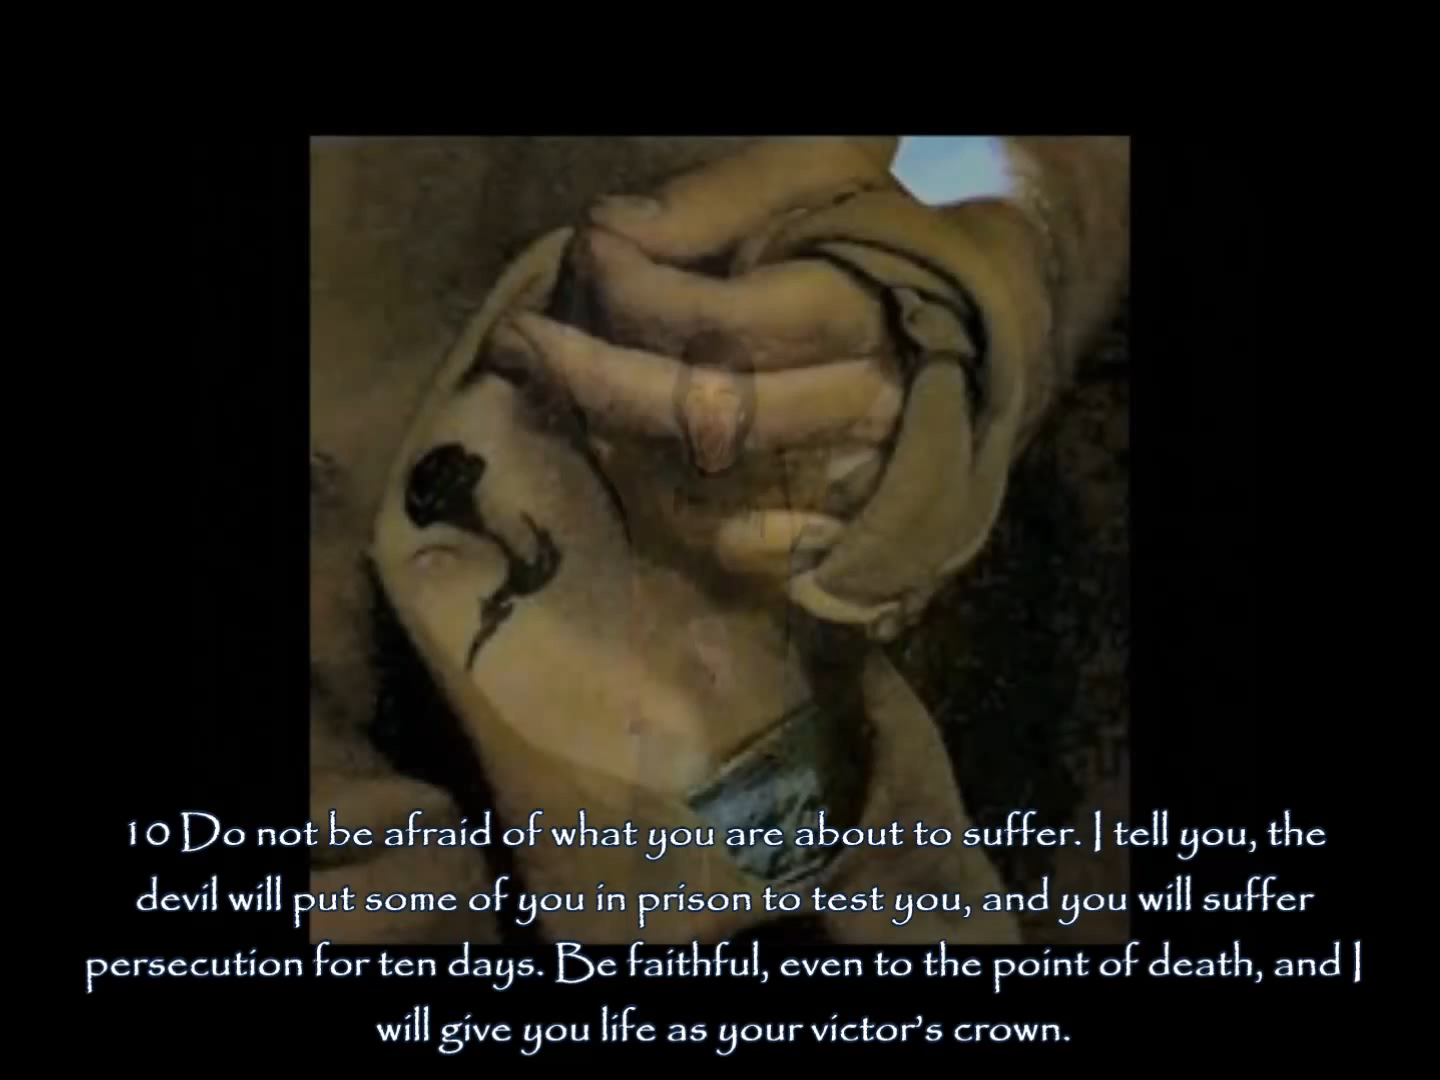 10 Do not be afraid of what you are about to suffer. I tell you, the
devil will put some of you in prison to test you, and you will suffer
persecution for ten days. Be faithful, even to the point of death, and I
will give you life as your victor’s crown.